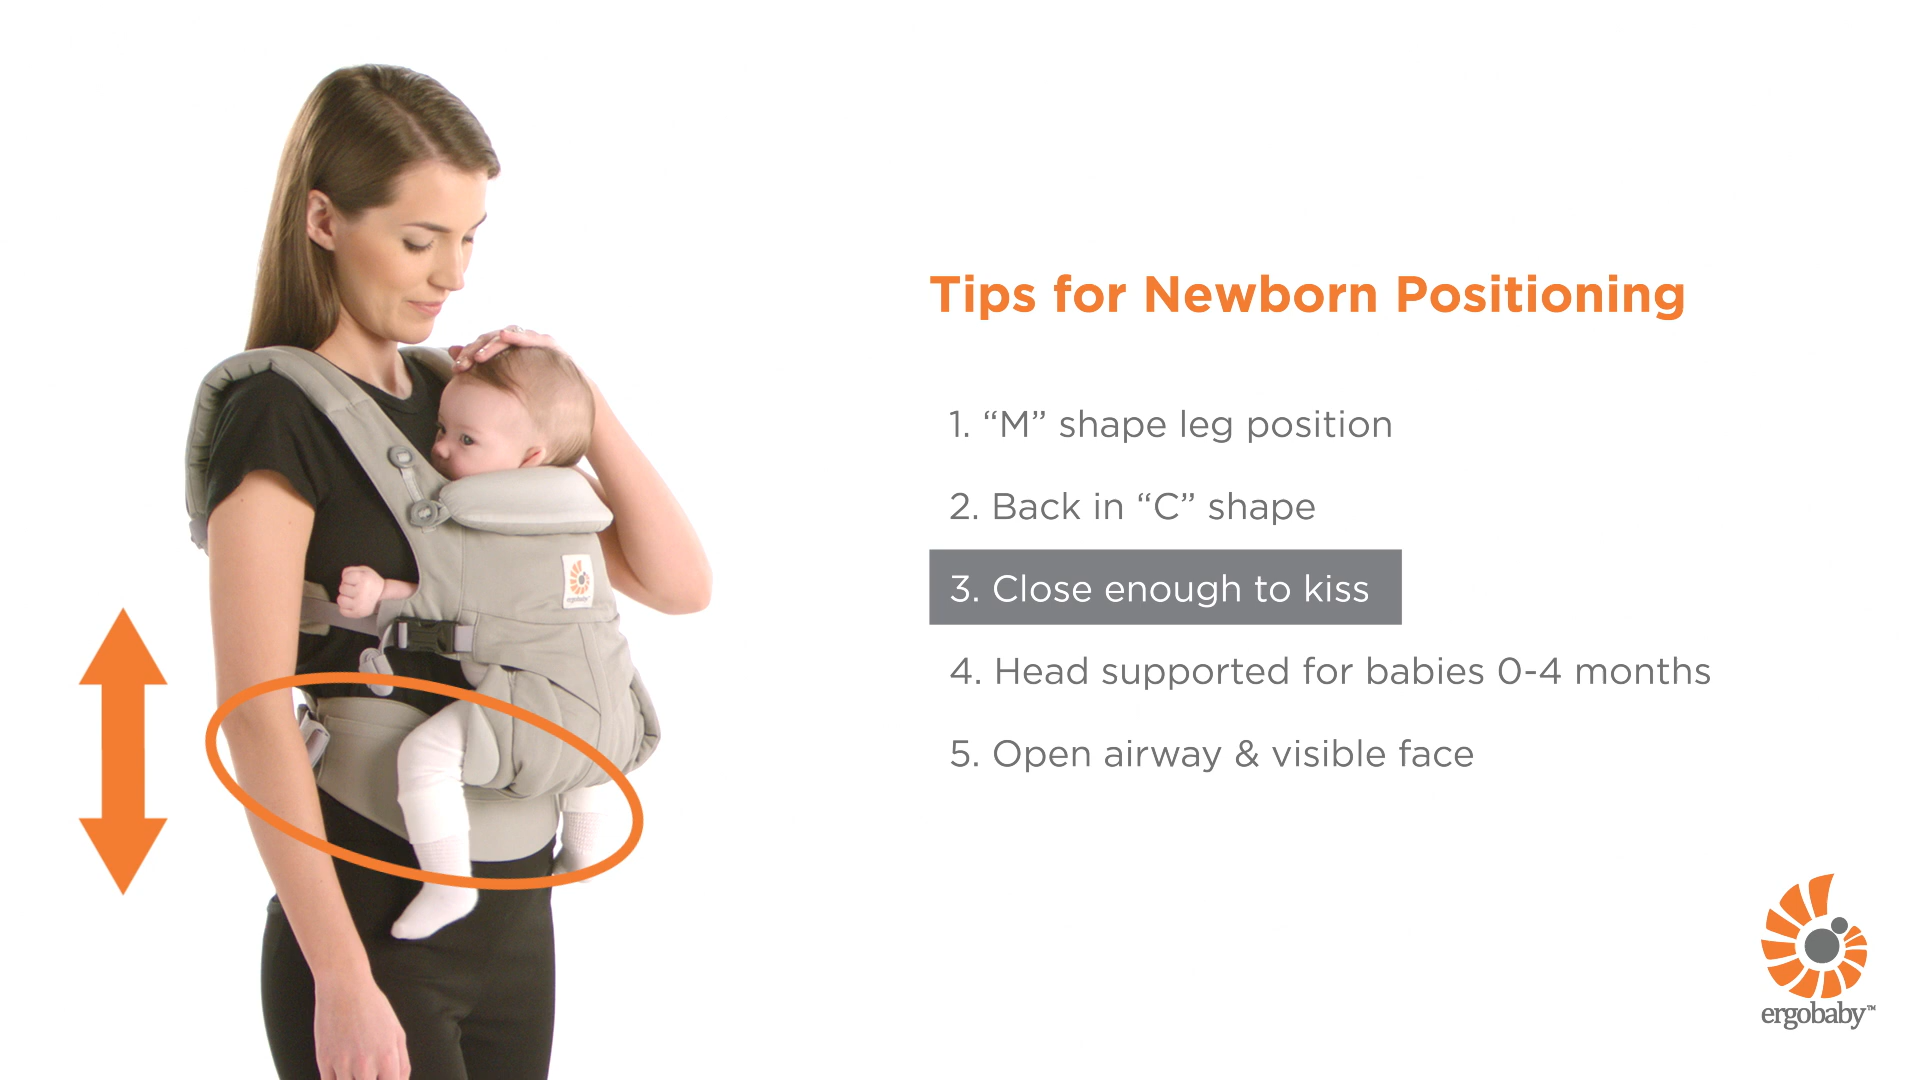 Tips for Newborn Positioning
1. “M” shape leg position
2. Back in “C” shape
3. Close enough to kiss
4. Head supported for babies 0-4 months
5. Open airway & visible face
ergobaby
ergobaby™